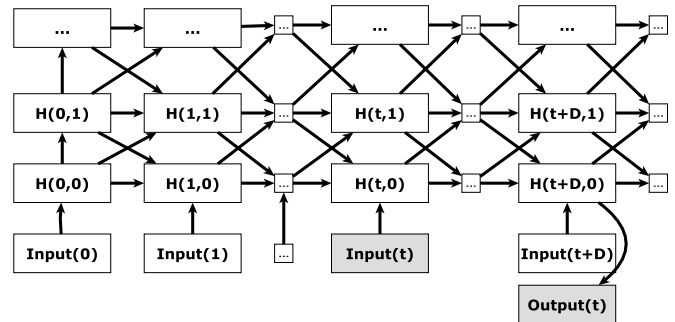 ... ... ... ... ... ... ...
H(0,1) H(1,1) ... H(t,1) ... H(t+D,1) ...
H(0,0) H(1,0) ... H(t,0) ... H(t+D,0) ...
Input(0) Input(1) ... Input(t) Input(t+D)
Output(t)